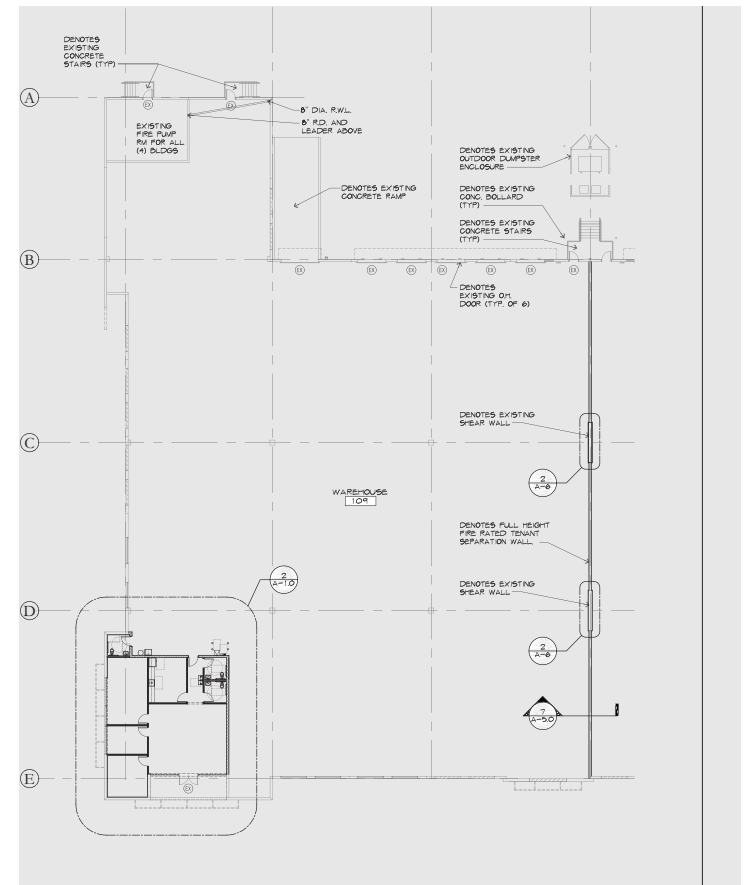 DENOTES
EXISTING
CONCRETE
STAIRS (TYP)
A
EX
EX
8" DIA. R.W.L.
8" R.D. AND
LEADER ABOVE
EXISTING
FIRE PUMP
RM FOR ALL
(4) BLDGS
DENOTES EXISTING
OUTDOOR DUMPSTER
ENCLOSURE
DENOTES EXISTING
CONCRETE RAMP
DENOTES EXISTING
CONC. BOLLARD
(TYP)
DENOTES EXISTING
CONCRETE STAIRS
(TYP)
B
EX
EX
EX
EX
EX
EX
EX
DENOTES
EXISTING O.H.
DOOR (TYP. OF 6)
DENOTES EXISTING
SHEAR WALL
C
2
A-6
WAREHOUSE
109
DENOTES FULL HEIGHT
FIRE RATED TENANT
SEPARATION WALL.
2
A-1.0
DENOTES EXISTING
SHEAR WALL
D
2
A-6
7
A-5.0
E
EX